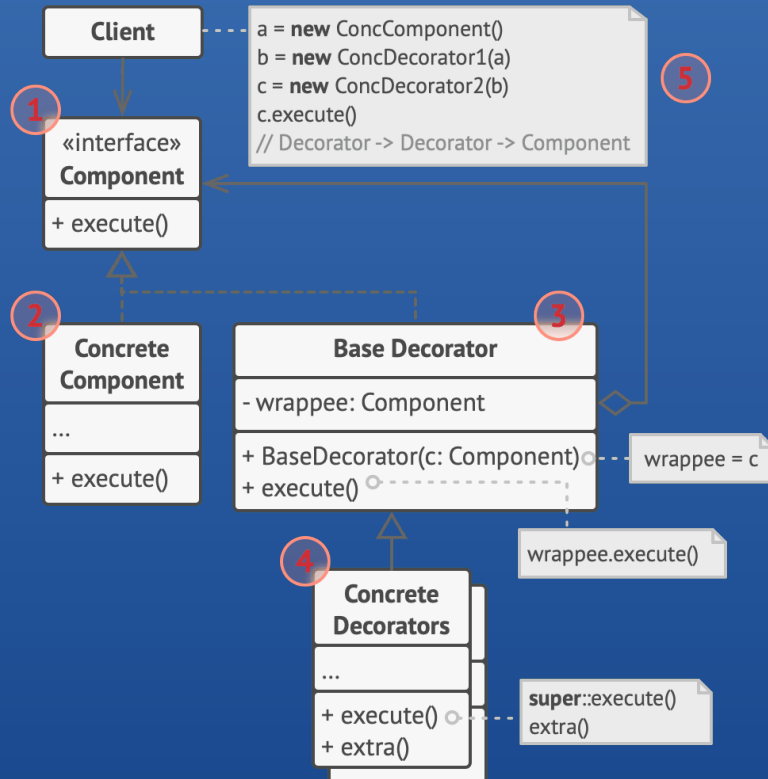 Client
a = new ConcComponent()
b = new ConcDecorator1(a)
c = new ConcDecorator2(b)
c.execute()
// Decorator -> Decorator -> Component
5
1
«interface»
Component
+ execute()
2
Concrete
Component
...
+ execute()
3
Base Decorator
- wrappee: Component
+ BaseDecorator(c: Component)
+ execute()
wrappee = c
wrappee.execute()
4
Concrete
Decorators
...
+ execute()
+ extra()
super::execute()
extra()